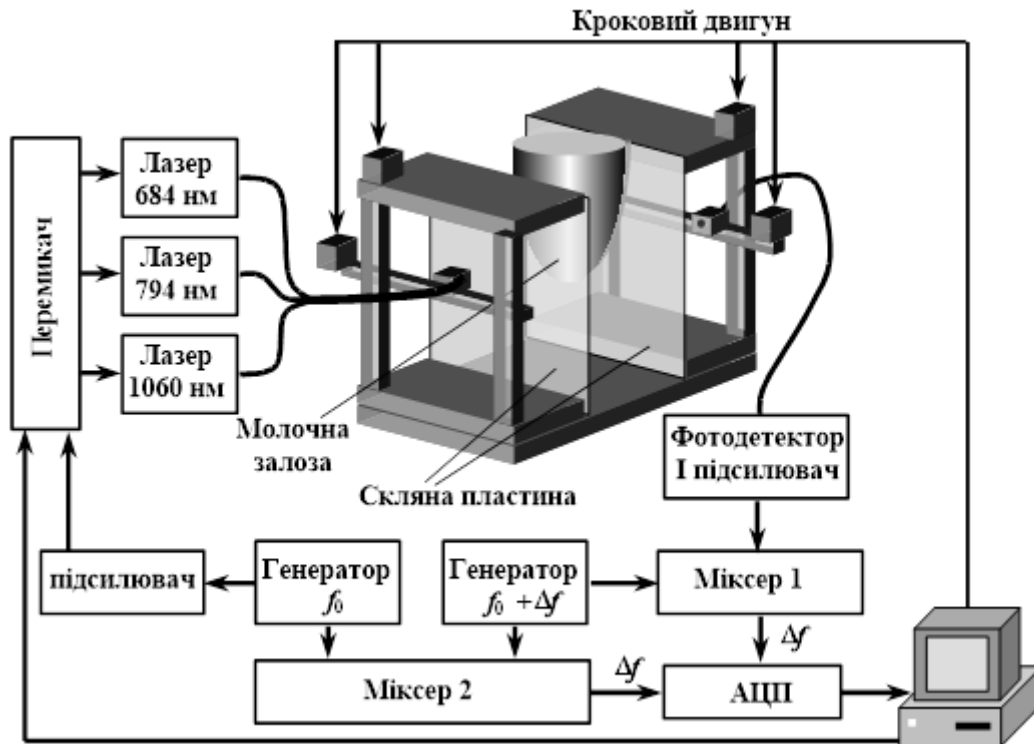 Кроковий двигун
Перемикач
Лазер
684 нм
Лазер
794 нм
Лазер
1060 нм
Молочна
залоза
Скляна пластина
Фотодетектор
І підсилювач
підсилювач
Генератор
f₀
Генератор
f₀ +Δf
Міксер 1
Δf
Міксер 2
Δf
АЦП